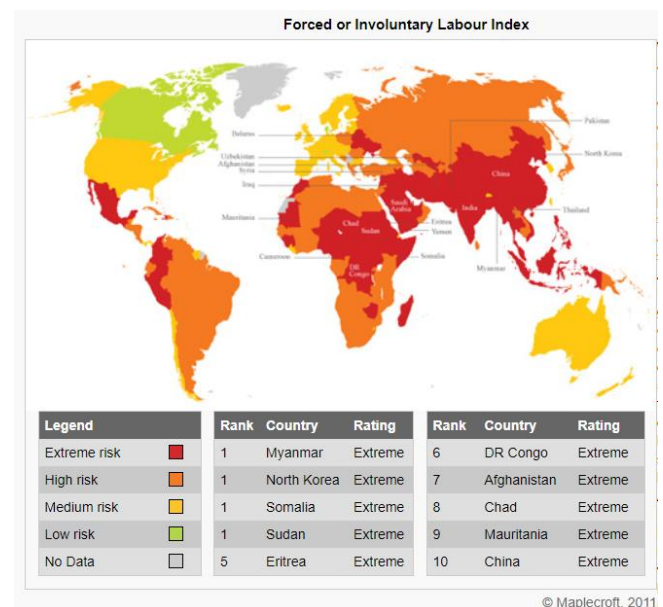 Forced or Involuntary Labour Index
Belarus
Uzbekistan
Afghanistan
Syria
Iraq
Mauritania
Cameroon
Chad
Sudan
DR
Congo
Saudi
Arabia
India
China
Pakistan
North Korea
Thailand
Eritrea
Yemen
Somalia
Myanmar
Legend
Extreme risk
High risk
Medium risk
Low risk
No Data
Rank Country Rating
1 Myanmar Extreme
1 North Korea Extreme
1 Somalia Extreme
1 Sudan Extreme
5 Eritrea Extreme
Rank Country Rating
6 DR Congo Extreme
7 Afghanistan Extreme
8 Chad Extreme
9 Mauritania Extreme
10 China Extreme
© Maplecroft, 2011